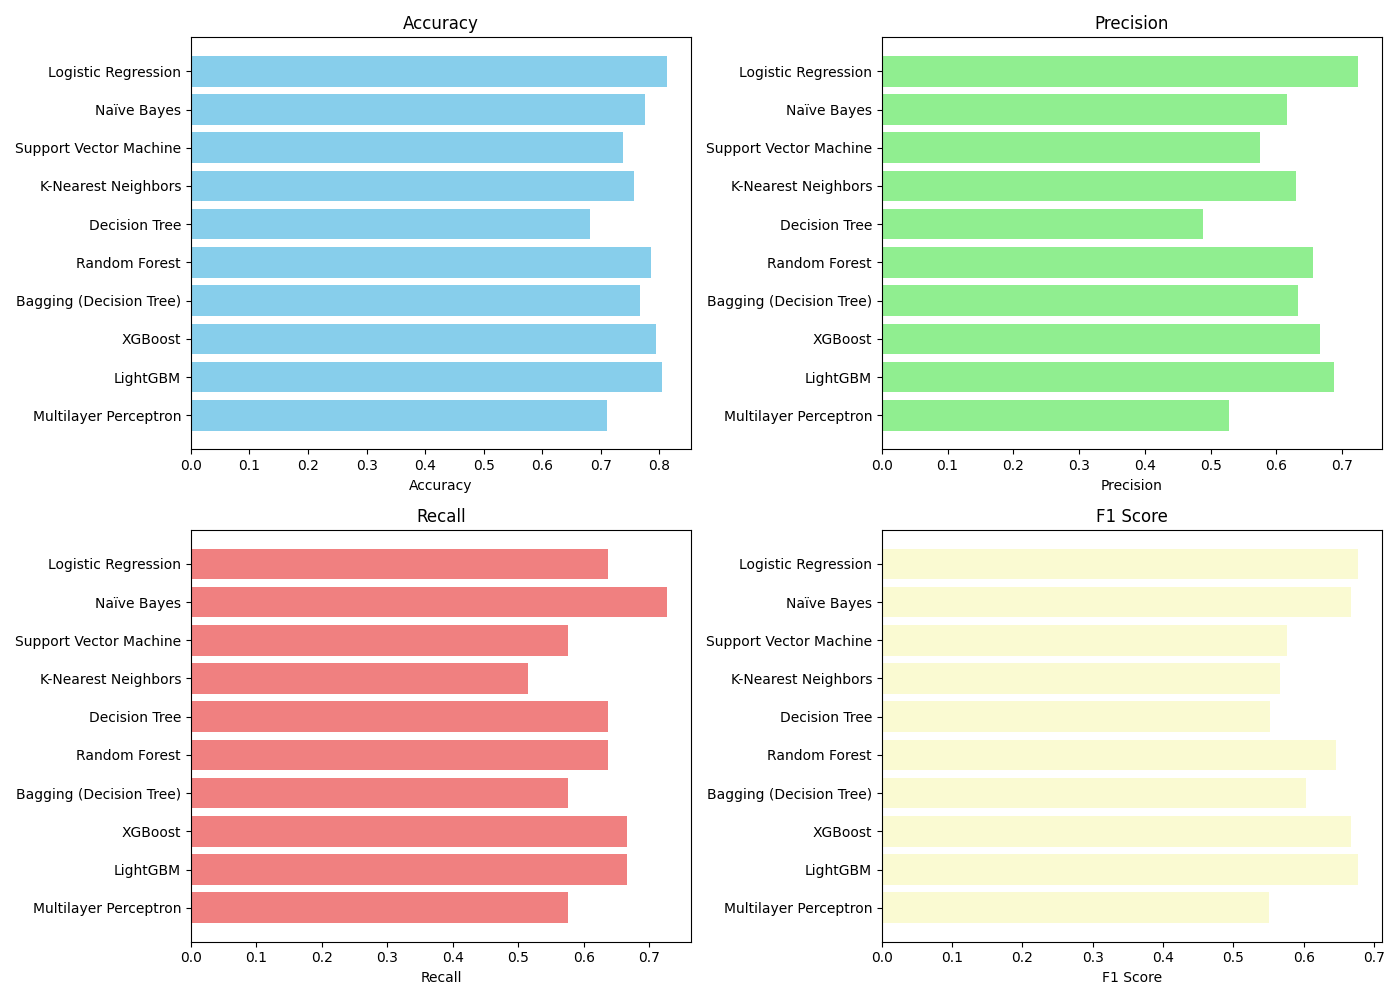 Accuracy
Logistic Regression
Naïve Bayes
Support Vector Machine
K-Nearest Neighbors
Decision Tree
Random Forest
Bagging (Decision Tree)
XGBoost
LightGBM
Multilayer Perceptron
0.0 0.1 0.2 0.3 0.4 0.5 0.6 0.7 0.8
Accuracy
Precision
Logistic Regression
Naïve Bayes
Support Vector Machine
K-Nearest Neighbors
Decision Tree
Random Forest
Bagging (Decision Tree)
XGBoost
LightGBM
Multilayer Perceptron
0.0 0.1 0.2 0.3 0.4 0.5 0.6 0.7
Precision
Recall
Logistic Regression
Naïve Bayes
Support Vector Machine
K-Nearest Neighbors
Decision Tree
Random Forest
Bagging (Decision Tree)
XGBoost
LightGBM
Multilayer Perceptron
0.0 0.1 0.2 0.3 0.4 0.5 0.6 0.7
Recall
F1 Score
Logistic Regression
Naïve Bayes
Support Vector Machine
K-Nearest Neighbors
Decision Tree
Random Forest
Bagging (Decision Tree)
XGBoost
LightGBM
Multilayer Perceptron
0.0 0.1 0.2 0.3 0.4 0.5 0.6 0.7
F1 Score